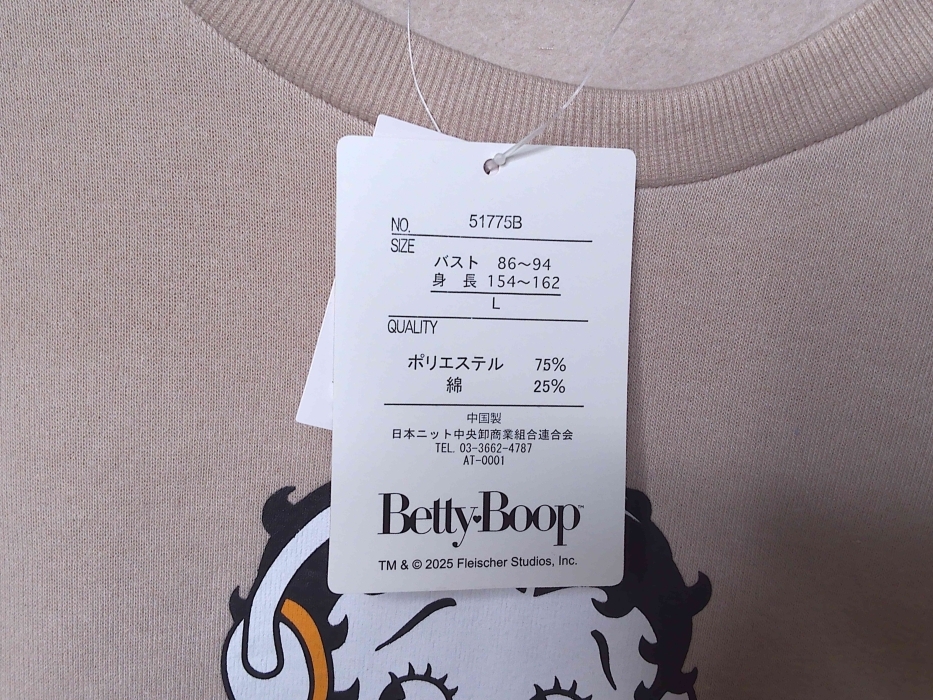 NO. 51775B
SIZE
バスト 86～94
身 長 154～162
L
QUALITY
ポリエステル 75%
綿 25%
中国製
日本ニット中央卸商業組合連合会
TEL. 03-3662-4787
AT-0001
Betty♥Boop™
TM & © 2025 Fleischer Studios, Inc.